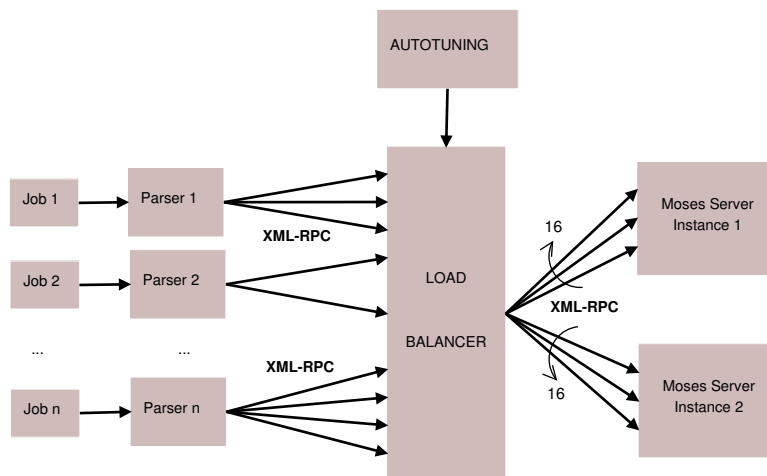 AUTOTUNING
Job 1
Parser 1
XML-RPC
Job 2
Parser 2
...
...
XML-RPC
Job n
Parser n
LOAD
BALANCER
16
XML-RPC
16
Moses Server
Instance 1
Moses Server
Instance 2